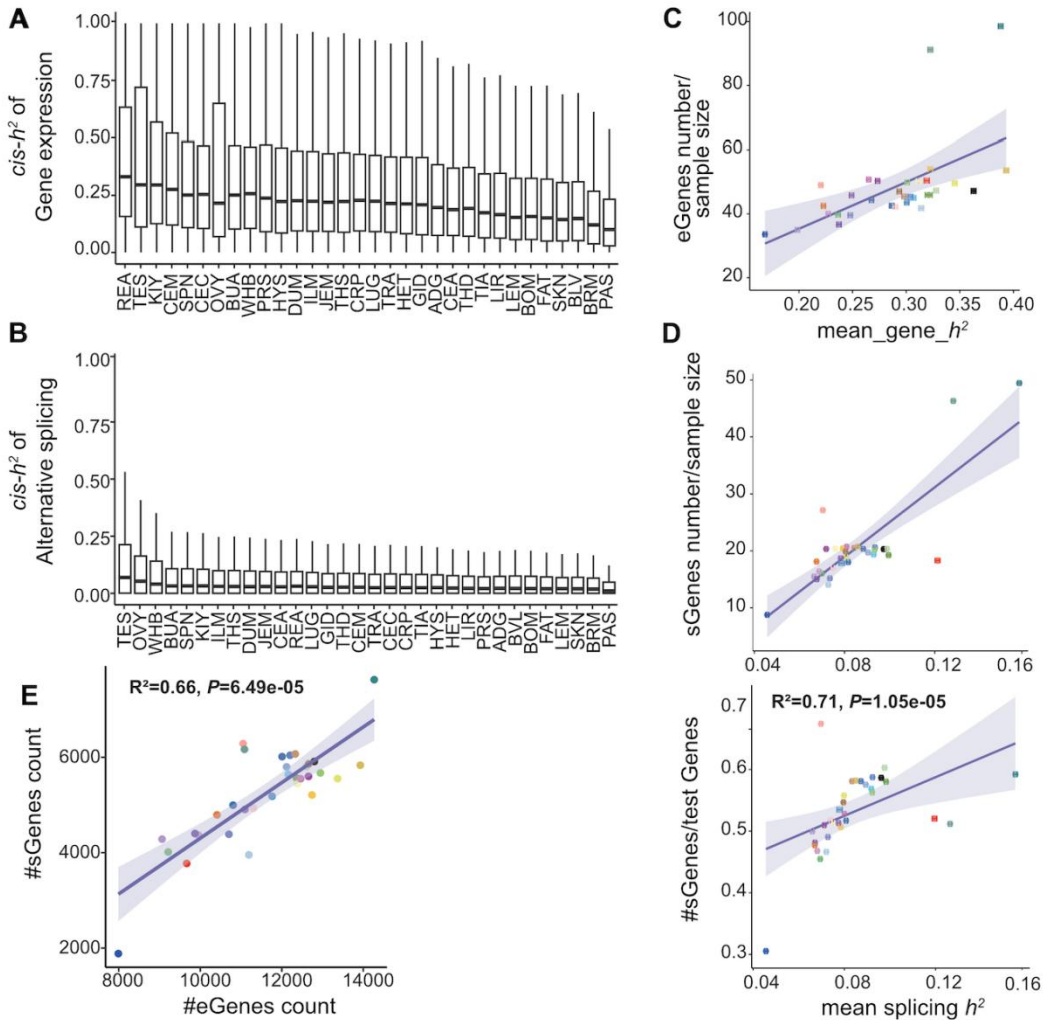 A
cis-h² of
Gene expression
1.00
0.75
0.50
0.25
0.00
REA TES KIY CEM SPN CEC OVY BUA WHB PRS HYS DUM ILM JEM THS CRP LUG TRA HET GID ADG CEA THD TIA LIR LEM BOM FAT SKN BLV BRM PAS
B
cis-h² of
Alternative splicing
1.00
0.75
0.50
0.25
0.00
TES OVY WHB BUA SPN KIY ILM THS DUM JEM CEA REA LUG GID THD CEM TRA CEC CRP TIA HYS HET LIR PRS ADG BVL BOM FAT LEM SKN BRM PAS
C
eGenes number/
sample size
100
80
60
40
20
0.20 0.25 0.30 0.35 0.40
mean_gene_h²
D
sGenes number/sample size
50
40
30
20
10
0.04 0.08 0.12 0.16
R²=0.71, P=1.05e-05
#sGenes/test Genes
0.7
0.6
0.5
0.4
0.3
0.04 0.08 0.12 0.16
mean splicing h²
E
R²=0.66, P=6.49e-05
#sGenes count
6000
4000
2000
8000 10000 12000 14000
#eGenes count